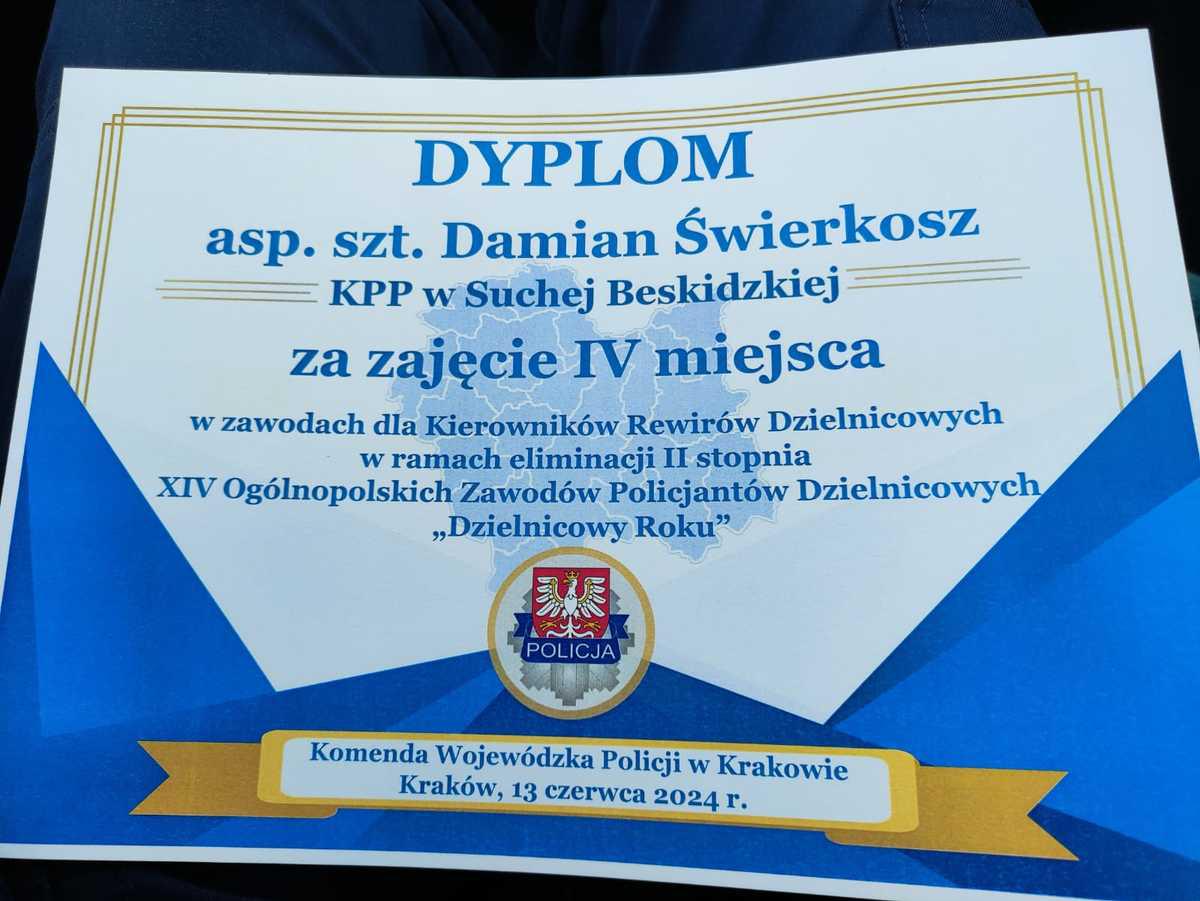 DYPLOM
asp. szt. Damian Świerkosz
KPP w Suchej Beskidzkiej
za zajęcie IV miejsca
w zawodach dla Kierowników Rewirów Dzielnicowych
w ramach eliminacji II stopnia
XIV Ogólnopolskich Zawodów Policjantów Dzielnicowych
„Dzielnicowy Roku”
POLICJA
Komenda Wojewódzka Policji w Krakowie
Kraków, 13 czerwca 2024 r.